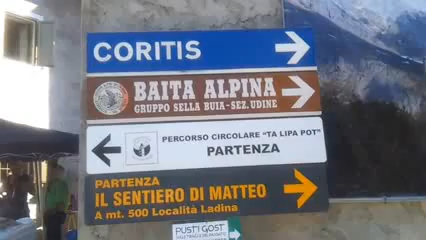 CORITIS
BAITA ALPINA
GRUPPO SELLA BUIA-SEZ. UDINE
PERCORSO CIRCOLARE "TA LIPA POT"
PARTENZA
PARTENZA
IL SENTIERO DI MATTEO
A mt. 500 Località Ladina
PUSTI GOST